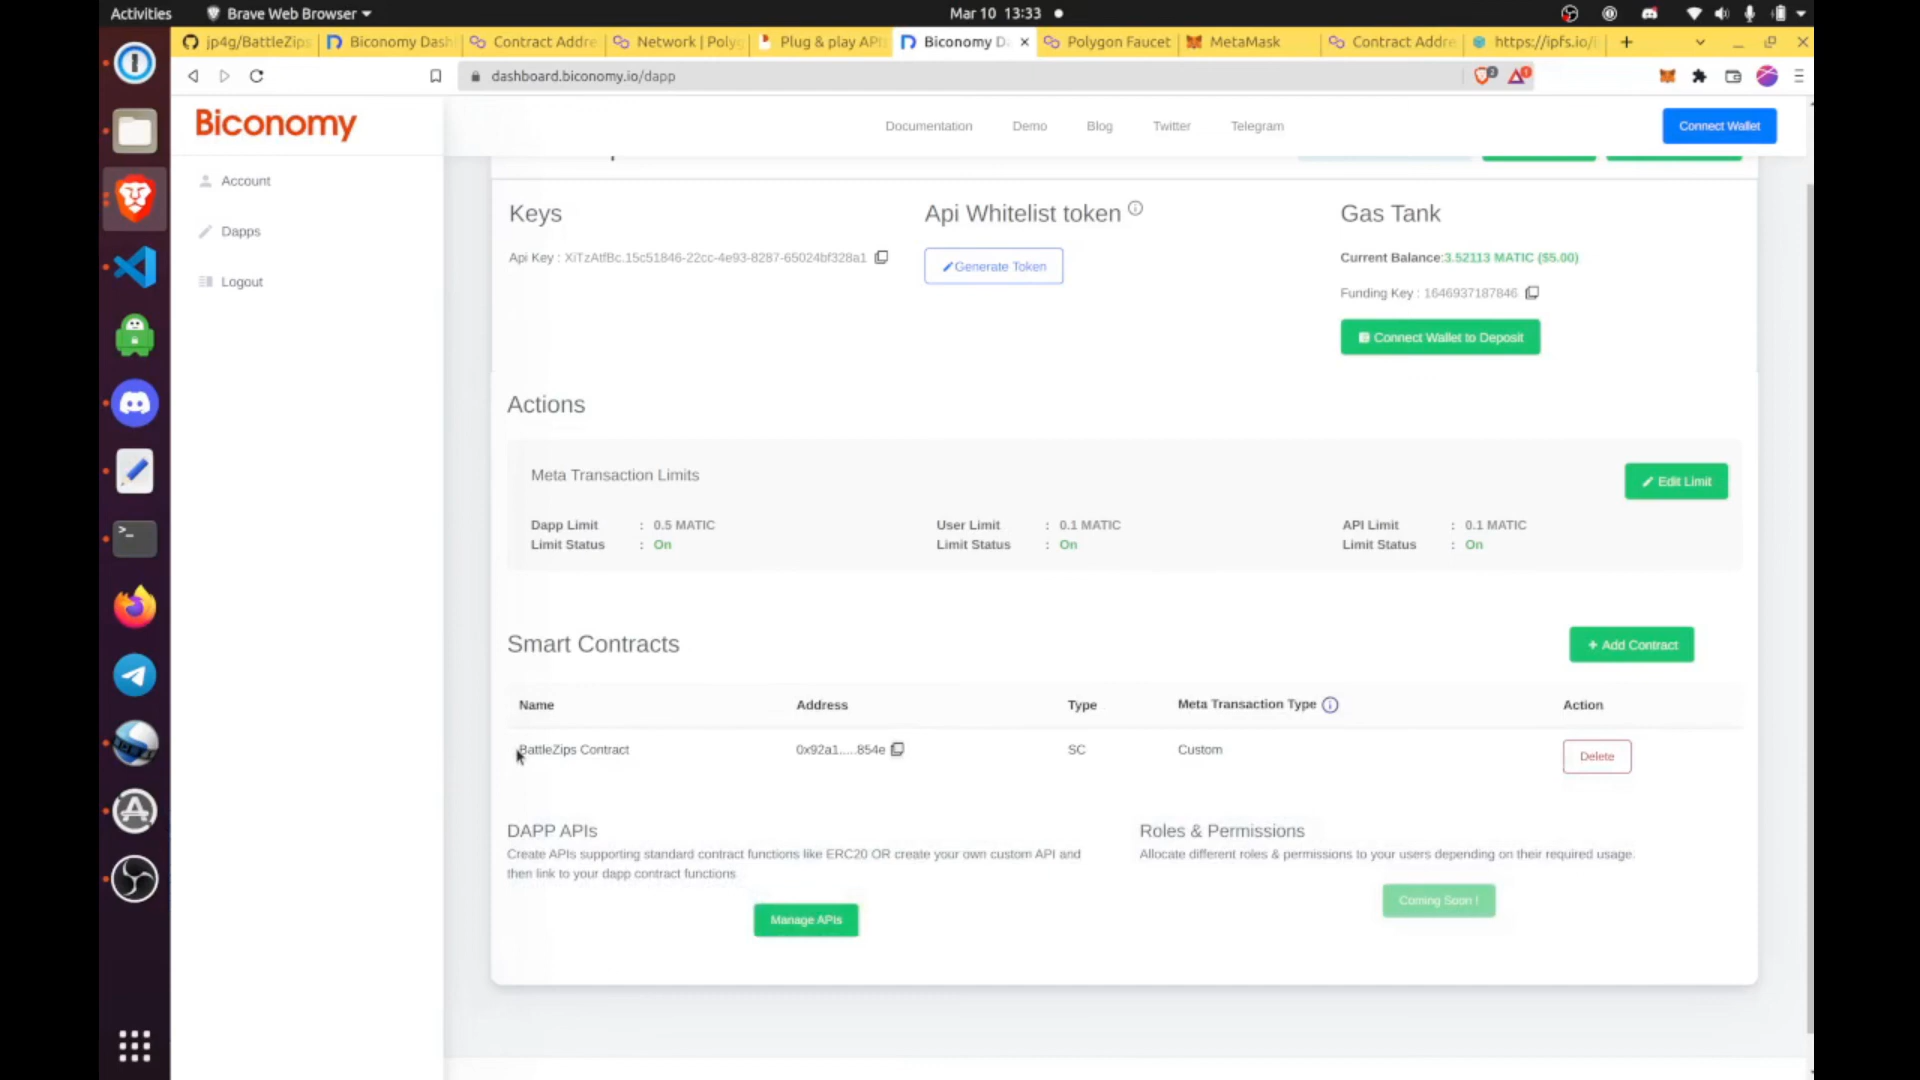 Activities
Brave Web Browser
Mar 10 13:33
jp4g/BattleZips
Biconomy Dash
Contract Addre
Network | Polyg
Plug & play API
Biconomy Da
Polygon Faucet
MetaMask
Contract Addre
https://ipfs.io/i
dashboard.biconomy.io/dapp
Biconomy
Documentation
Demo
Blog
Twitter
Telegram
Connect Wallet
Account
Dapps
Logout
Keys
Api Whitelist token
Gas Tank
Api Key : XiTzAtfBc.15c51846-22cc-4e93-8287-65024bf328a1
Generate Token
Current Balance:3.52113 MATIC ($5.00)
Funding Key : 1646937187846
Connect Wallet to Deposit
Actions
Meta Transaction Limits
Edit Limit
Dapp Limit : 0.5 MATIC
User Limit : 0.1 MATIC
API Limit : 0.1 MATIC
Limit Status : On
Limit Status : On
Limit Status : On
Smart Contracts
+ Add Contract
Name
Address
Type
Meta Transaction Type
Action
BattleZips Contract
0x92a1.....854e
SC
Custom
Delete
DAPP APIs
Create APIs supporting standard contract functions like ERC20 OR create your own custom API and
then link to your dapp contract functions
Manage APIs
Roles & Permissions
Allocate different roles & permissions to your users depending on their required usage.
Coming Soon !